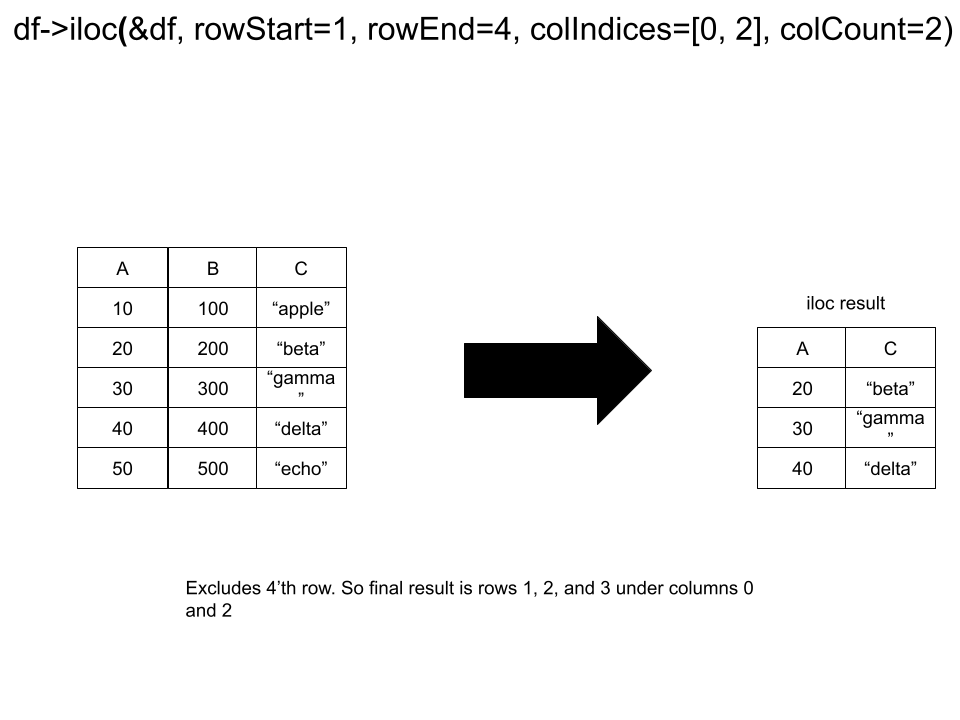 df->iloc(&df, rowStart=1, rowEnd=4, colIndices=[0, 2], colCount=2)
A B C
10 100 “apple”
20 200 “beta”
30 300 “gamma
”
40 400 “delta”
50 500 “echo”
iloc result
A C
20 “beta”
30 “gamma
”
40 “delta”
Excludes 4’th row. So final result is rows 1, 2, and 3 under columns 0
and 2